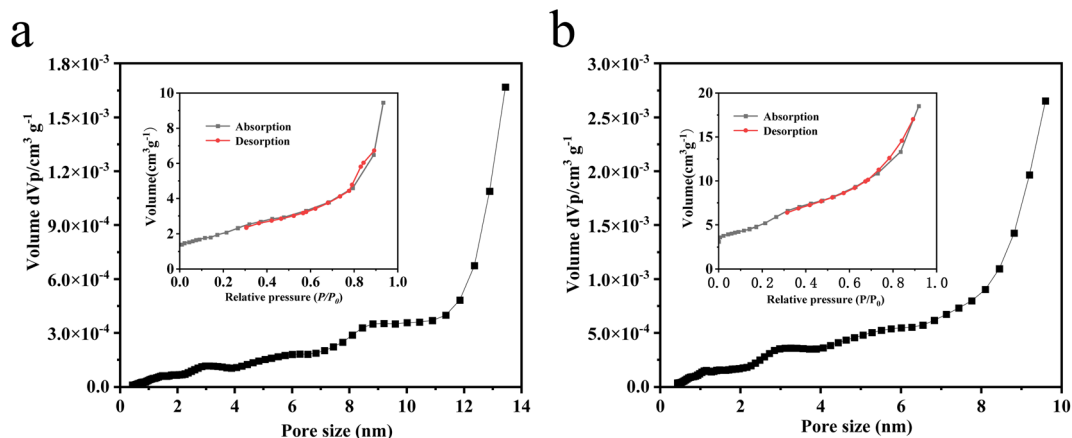 a
Volume dVp/cm³ g⁻¹
1.8×10⁻³
1.5×10⁻³
1.2×10⁻³
9.0×10⁻⁴
6.0×10⁻⁴
3.0×10⁻⁴
0.0
0 2 4 6 8 10 12 14
Pore size (nm)
Volume(cm³g⁻¹)
10
8
6
4
2
0
Absorption
Desorption
0.0 0.2 0.4 0.6 0.8 1.0
Relative pressure (P/P₀)
b
Volume dVp/cm³ g⁻¹
3.0×10⁻³
2.5×10⁻³
2.0×10⁻³
1.5×10⁻³
1.0×10⁻³
5.0×10⁻⁴
0.0
0 2 4 6 8 10
Pore size (nm)
Volume(cm³g⁻¹)
20
15
10
5
0
Absorption
Desorption
0.0 0.2 0.4 0.6 0.8 1.0
Relative pressure (P/P₀)